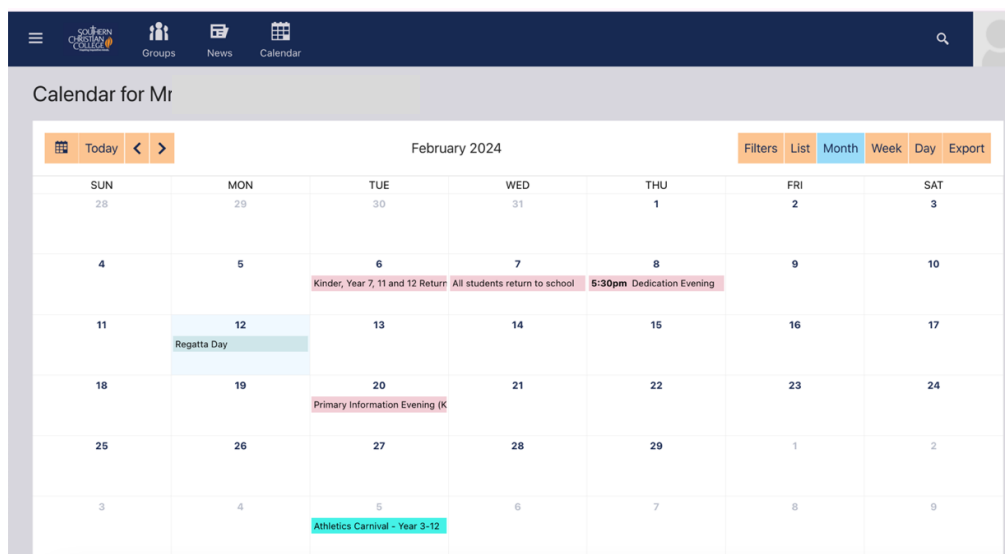 SOUTHERN
CHRISTIAN
COLLEGE
Groups
News
Calendar
Calendar for Mr
Today
February 2024
Filters List Month Week Day Export
SUN MON TUE WED THU FRI SAT
28 29 30 31 1 2 3
4 5 6 7 8 9 10
Kinder, Year 7, 11 and 12 Return All students return to school 5:30pm Dedication Evening
11 12 13 14 15 16 17
Regatta Day
18 19 20 21 22 23 24
Primary Information Evening (K
25 26 27 28 29 1 2
3 4 5 6 7 8 9
Athletics Carnival - Year 3-12